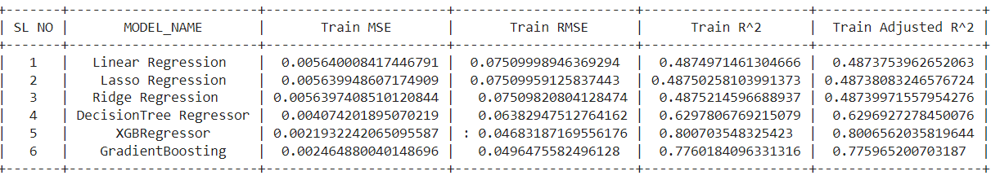 +-------+-------------------------+-----------------------+------------------------+---------------------+---------------------+
| SL NO | MODEL_NAME | Train MSE | Train RMSE | Train R^2 | Train Adjusted R^2 |
+-------+-------------------------+-----------------------+------------------------+---------------------+---------------------+
| 1 | Linear Regression | 0.005640008417446791 | 0.07509998946369294 | 0.4874971461304666 | 0.4873753965265063 |
| 2 | Lasso Regression | 0.005639948607174909 | 0.07509959125837443 | 0.48750258103991373 | 0.48738083246576724 |
| 3 | Ridge Regression | 0.0056397408510120844 | 0.07509820804128474 | 0.4875214596688937 | 0.48739971557954276 |
| 4 | DecisionTree Regressor | 0.004074201895070219 | 0.06382947512764162 | 0.6297806769215079 | 0.6296927278450076 |
| 5 | XGBRegressor | 0.0021932242065095587 | : 0.04683187169556176 | 0.800703548325423 | 0.8006562035819644 |
| 6 | GradientBoosting | 0.002464880040148696 | 0.0496475582496128 | 0.7760184096331316 | 0.775965200703187 |
+-------+-------------------------+-----------------------+------------------------+---------------------+---------------------+